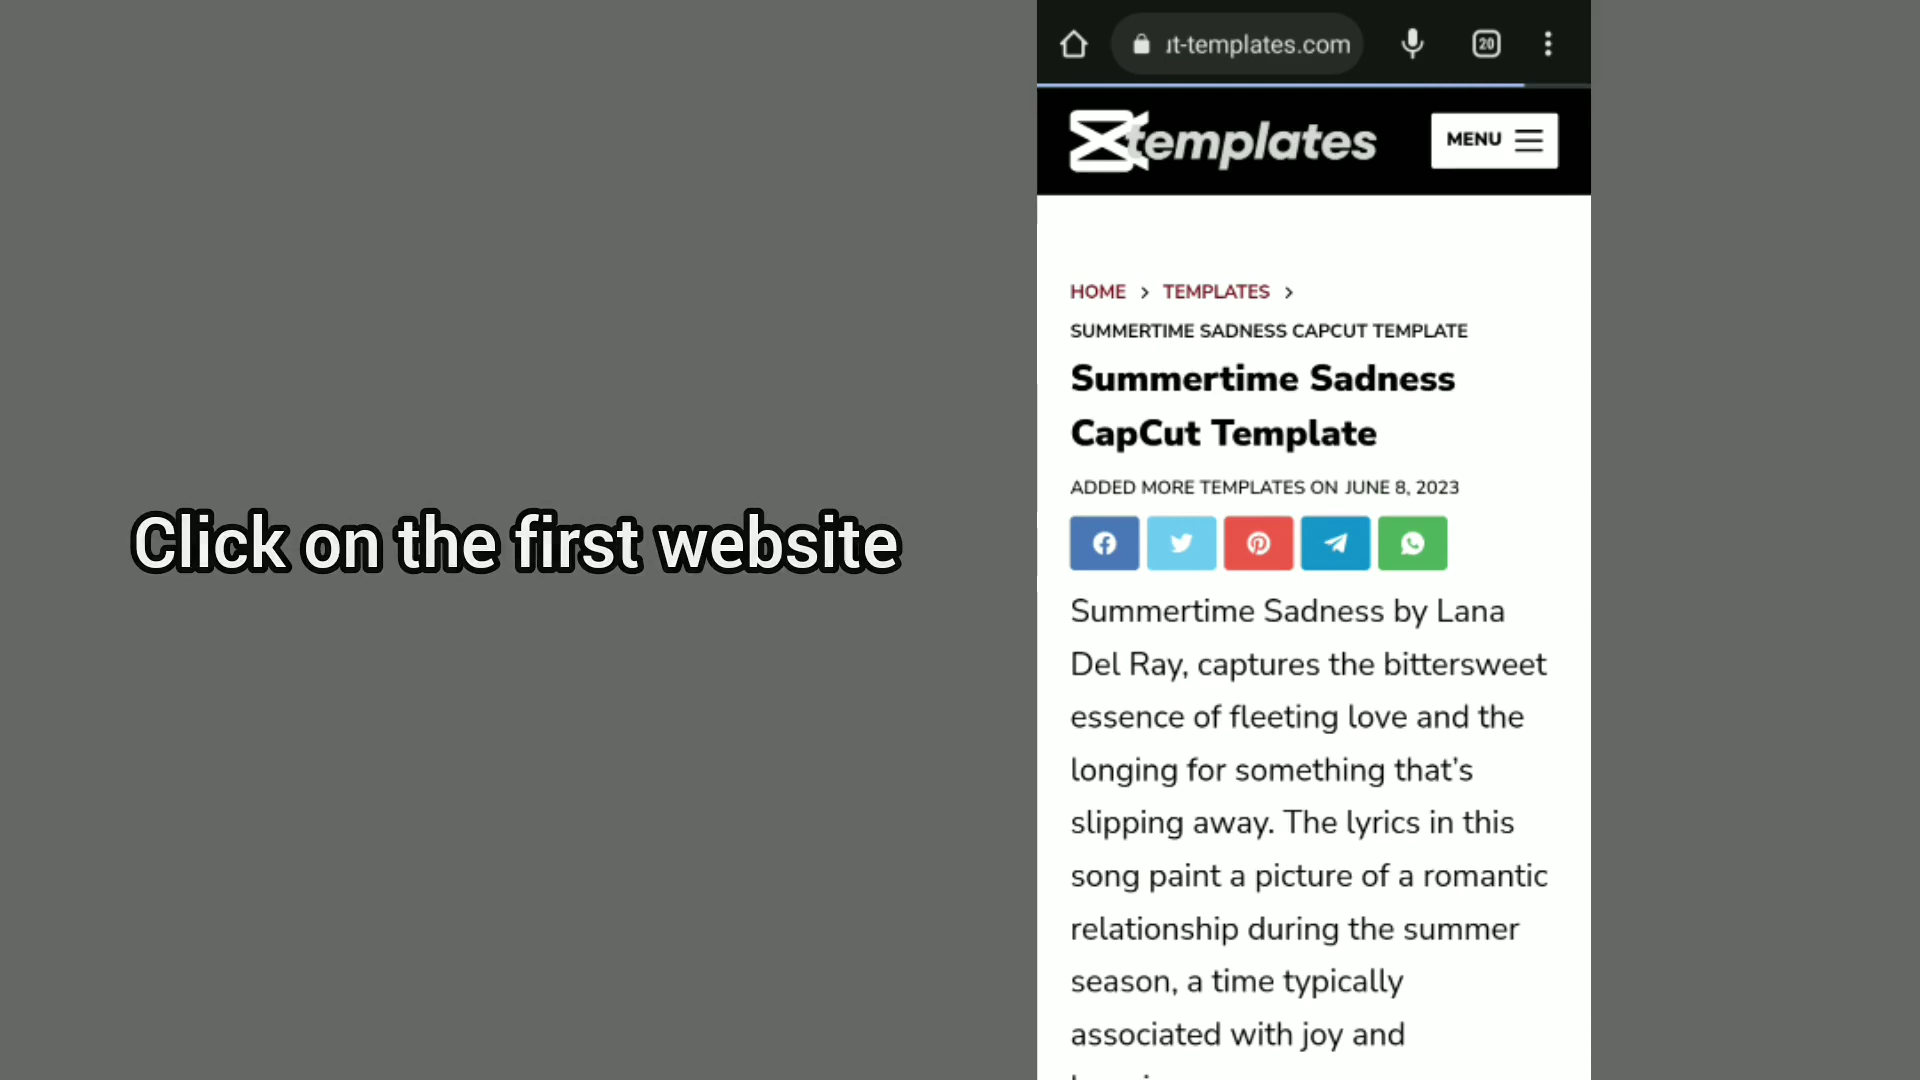 Click on the first website
ut-templates.com
20
templates
MENU
HOME > TEMPLATES >
SUMMERTIME SADNESS CAPCUT TEMPLATE
Summertime Sadness
CapCut Template
ADDED MORE TEMPLATES ON JUNE 8, 2023
Summertime Sadness by Lana
Del Ray, captures the bittersweet
essence of fleeting love and the
longing for something that’s
slipping away. The lyrics in this
song paint a picture of a romantic
relationship during the summer
season, a time typically
associated with joy and